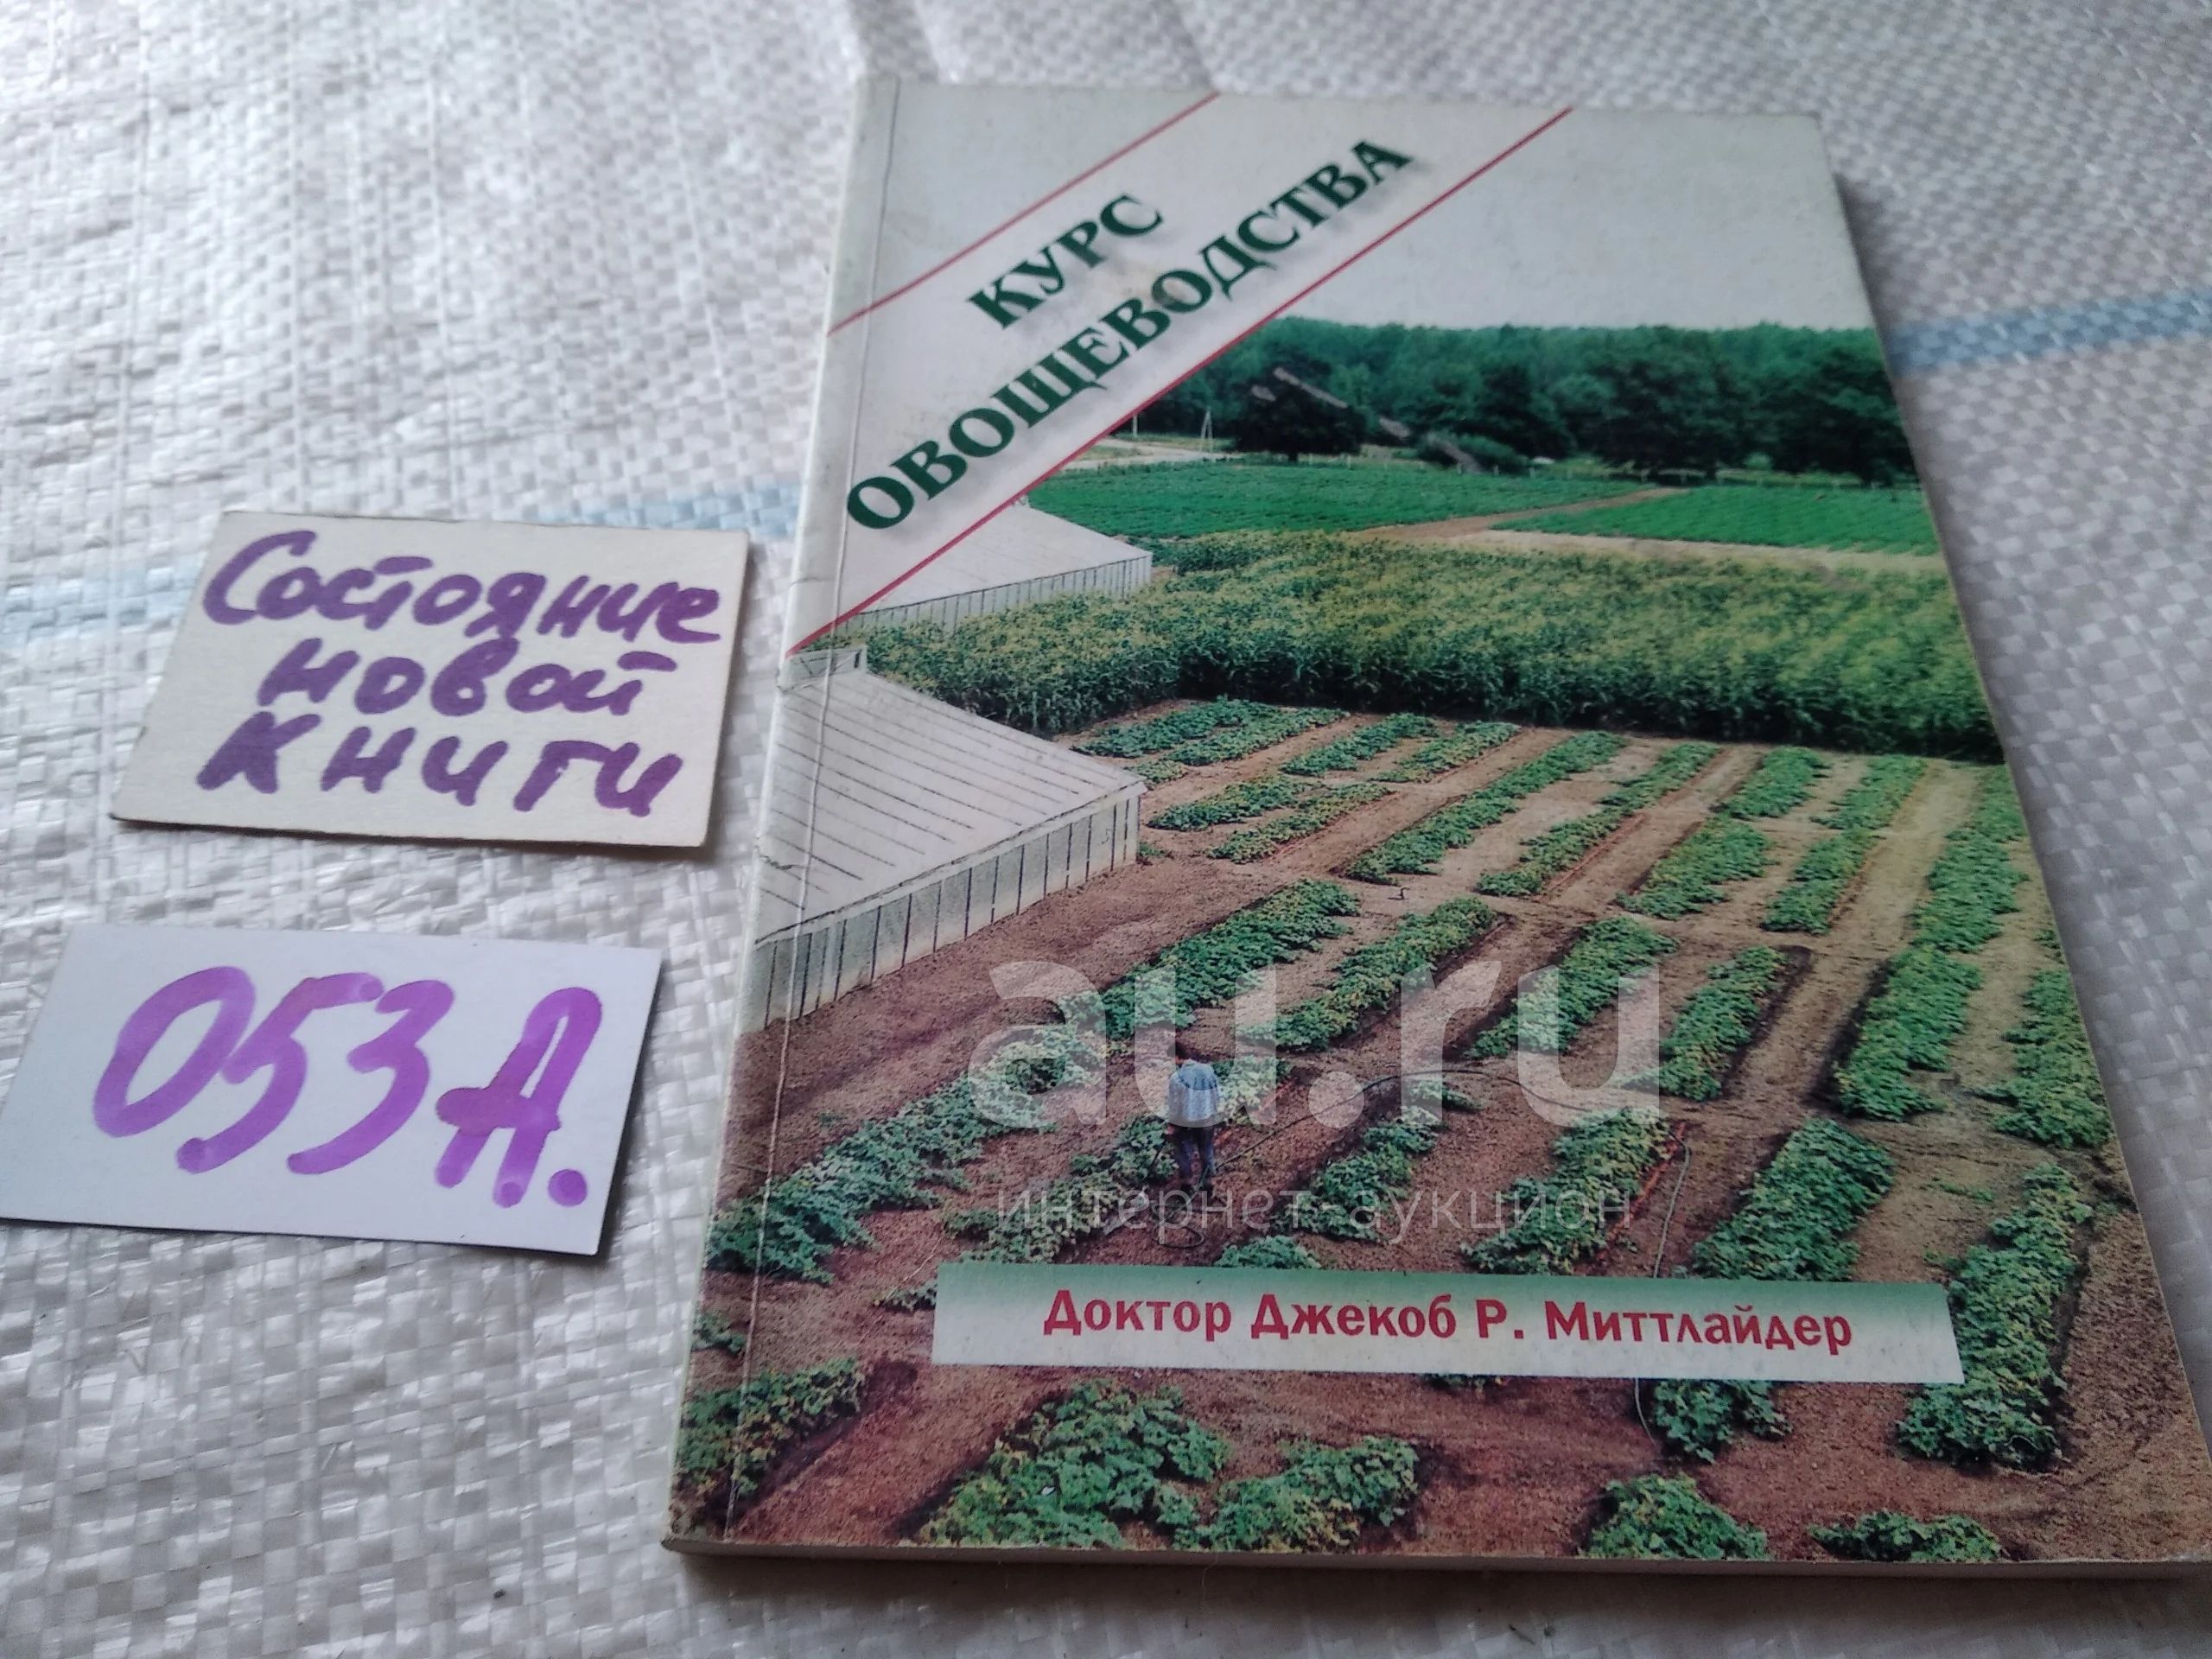 КУРС
ОВОЩЕВОДСТВА
Состояние
новой
книги
053А.
au.ru
интернет-аукцион
Доктор Джекоб Р. Миттлайдер